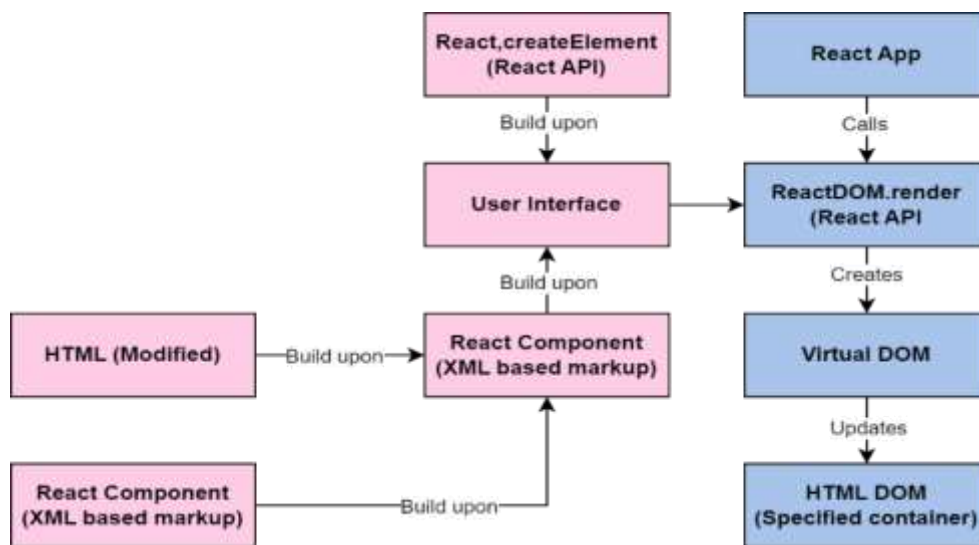 React,createElement
(React API)
React App
Build upon
Calls
User Interface
ReactDOM.render
(React API
Build upon
Creates
HTML (Modified)
Build upon
React Component
(XML based markup)
Virtual DOM
Updates
React Component
(XML based markup)
Build upon
HTML DOM
(Specified container)